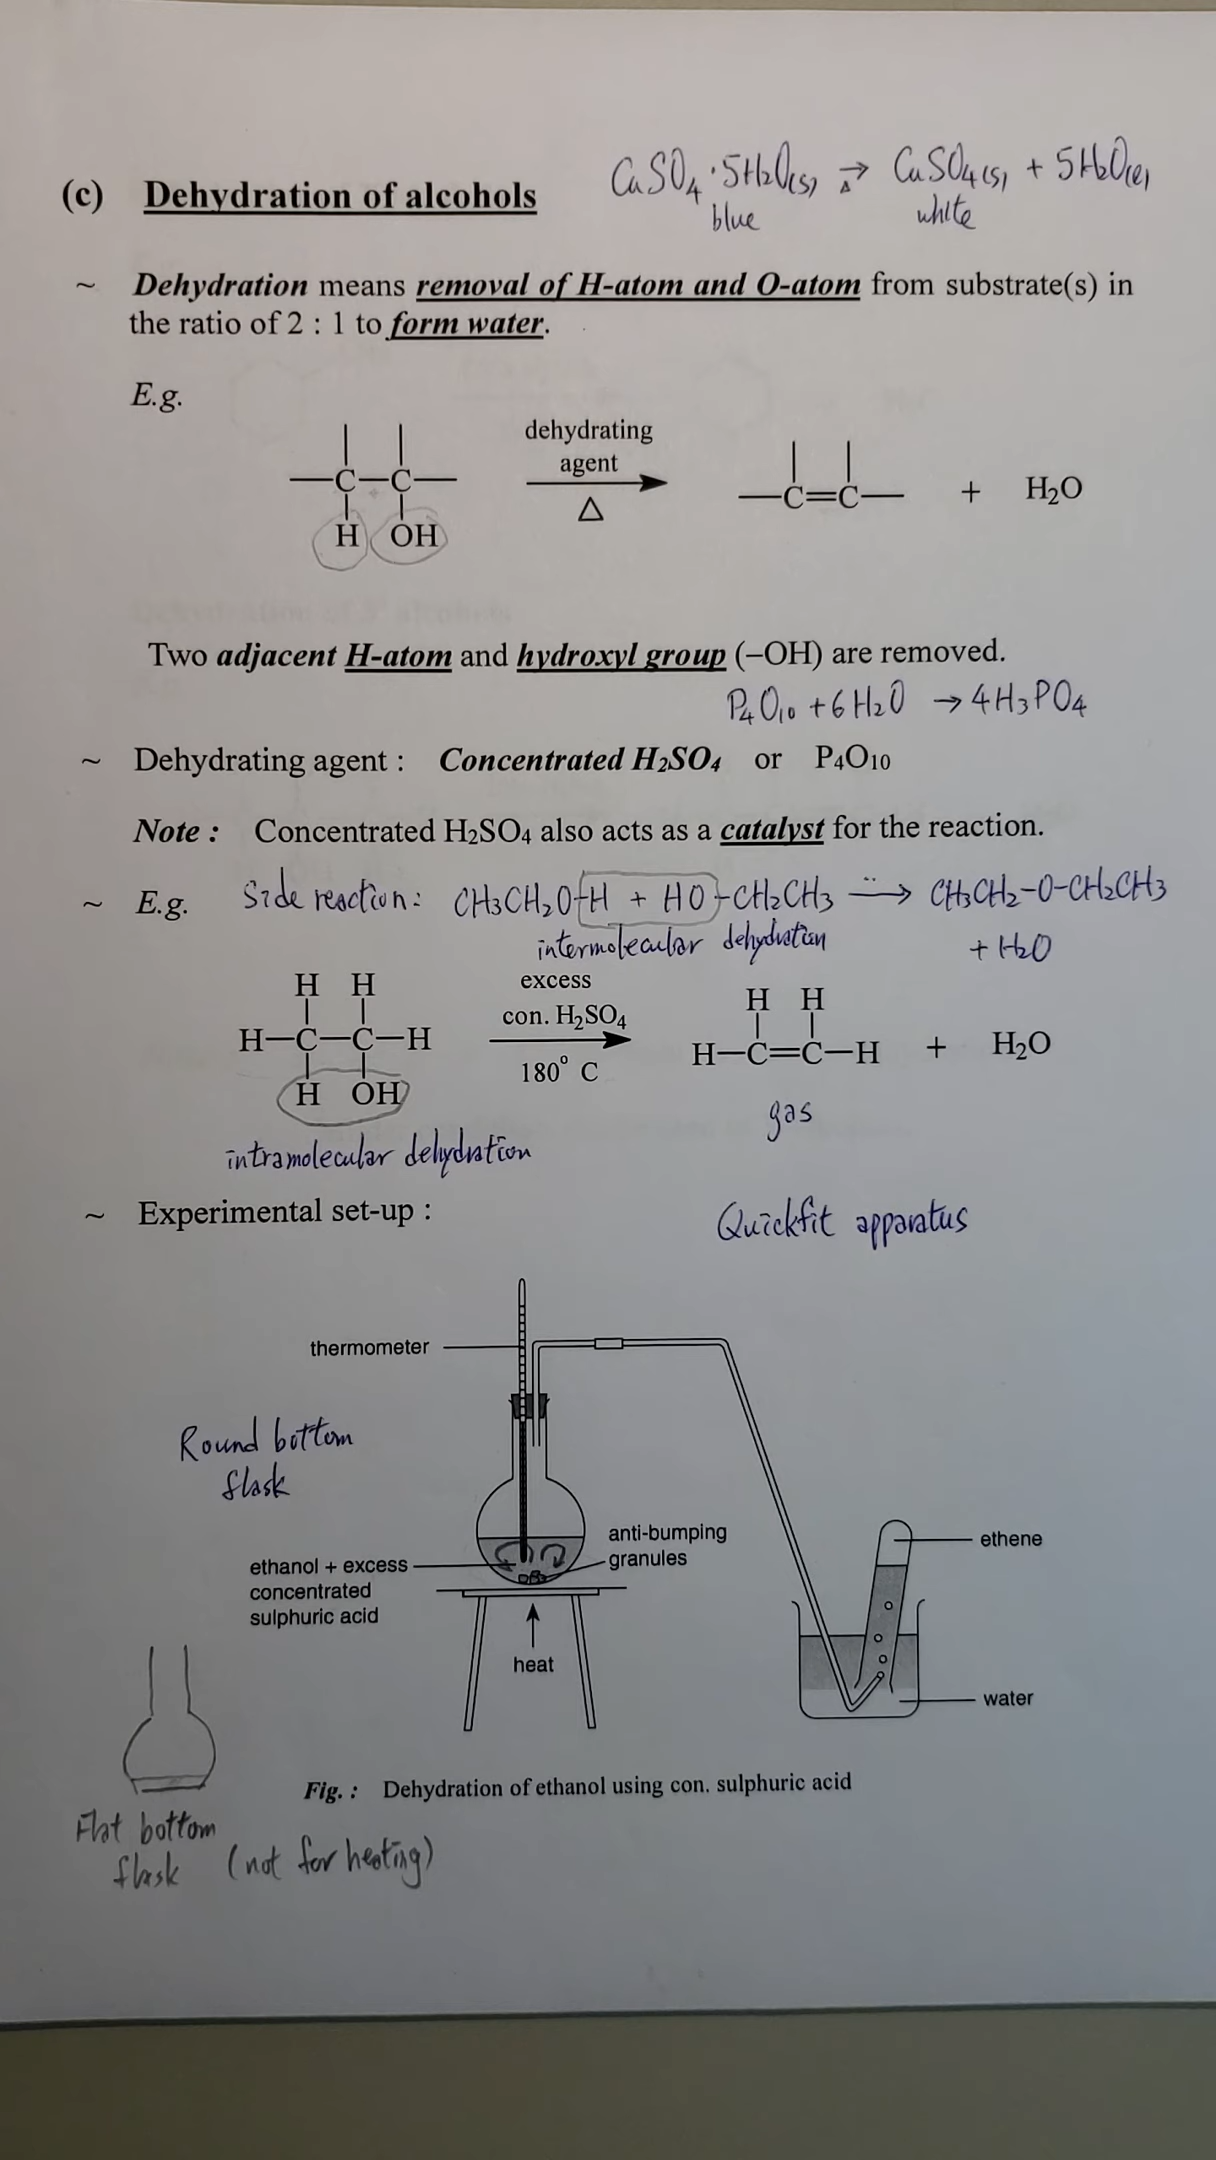 (c) Dehydration of alcohols
CuSO4·5H2O(s) →Δ CuSO4(s) + 5H2O(ℓ)
blue white
~ Dehydration means removal of H-atom and O-atom from substrate(s) in
the ratio of 2 : 1 to form water.
E.g.
dehydrating
agent
–C–C– –C=C– + H2O
Δ
H OH
Two adjacent H-atom and hydroxyl group (–OH) are removed.
P4O10 + 6H2O → 4H3PO4
~ Dehydrating agent : Concentrated H2SO4 or P4O10
Note : Concentrated H2SO4 also acts as a catalyst for the reaction.
~ E.g. Side reaction: CH3CH2O–H + HO–CH2CH3 → CH3CH2–O–CH2CH3
intermolecular dehydration + H2O
H H excess H H
con. H2SO4
H–C–C–H H–C=C–H + H2O
180° C
H OH
gas
intramolecular dehydration
~ Experimental set-up :
Quickfit apparatus
thermometer
Round bottom
flask
anti-bumping
granules
ethene
ethanol + excess
concentrated
sulphuric acid
heat
water
Fig. : Dehydration of ethanol using con. sulphuric acid
Flat bottom
flask (not for heating)